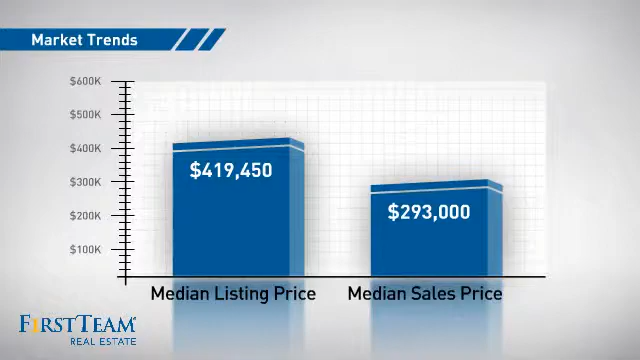 Market Trends
$600K
$500K
$400K
$300K
$200K
$100K
$419,450
$293,000
Median Listing Price
Median Sales Price
FIRSTTEAM®
REAL ESTATE